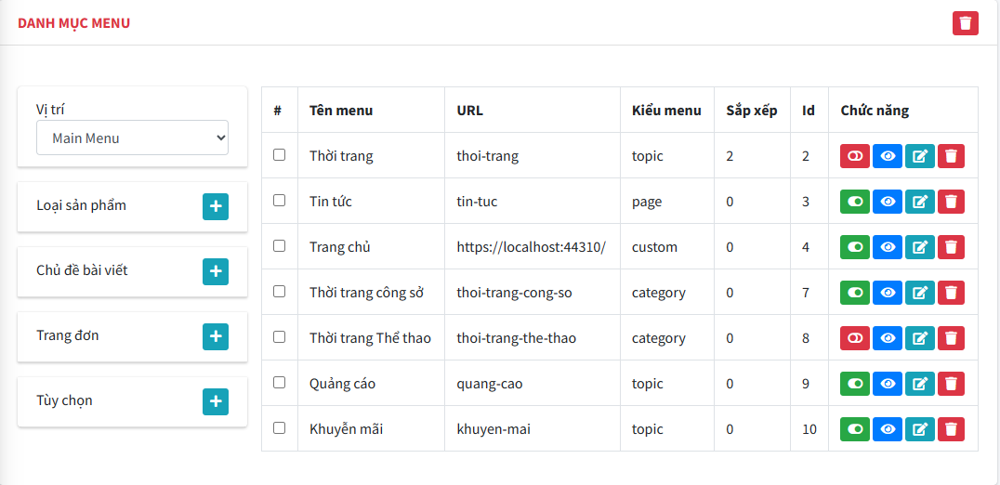 DANH MỤC MENU
Vị trí
Main Menu
Loại sản phẩm
Chủ đề bài viết
Trang đơn
Tùy chọn
# Tên menu URL Kiểu menu Sắp xếp Id Chức năng
Thời trang thoi-trang topic 2 2
Tin tức tin-tuc page 0 3
Trang chủ https://localhost:44310/ custom 0 4
Thời trang công sở thoi-trang-cong-so category 0 7
Thời trang Thể thao thoi-trang-the-thao category 0 8
Quảng cáo quang-cao topic 0 9
Khuyễn mãi khuyen-mai topic 0 10